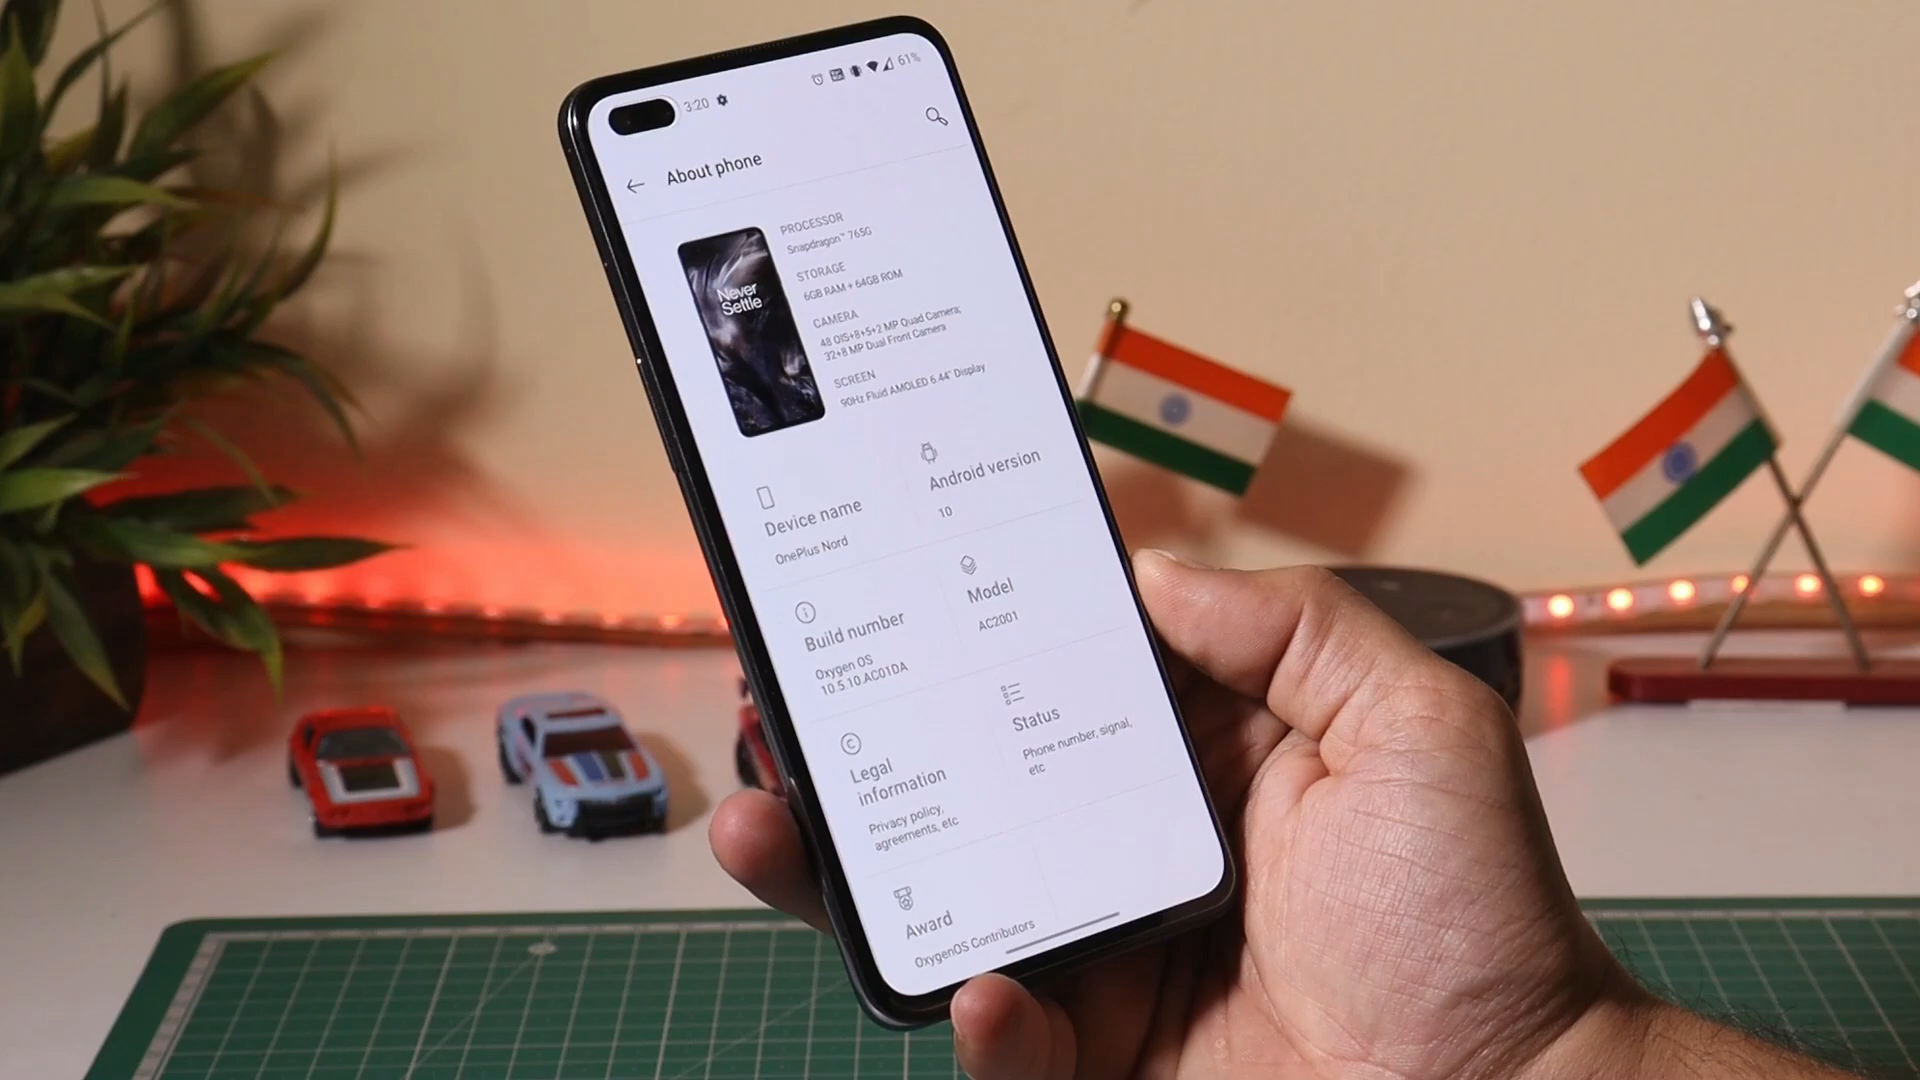 3:20
61%
About phone
Never
Settle
PROCESSOR
Snapdragon™ 765G
STORAGE
6GB RAM + 64GB ROM
CAMERA
48 OIS+8+5+2 MP Quad Camera;
32+8 MP Dual Front Camera
SCREEN
90Hz Fluid AMOLED 6.44" Display
Device name
OnePlus Nord
Android version
10
Build number
Oxygen OS
10.5.10.AC01DA
Model
AC2001
Legal
information
Privacy policy,
agreements, etc
Status
Phone number, signal,
etc
Award
OxygenOS Contributors